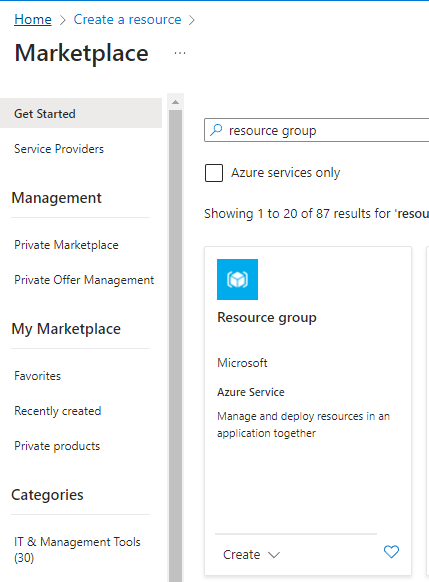 Home > Create a resource >
Marketplace ...
Get Started
Service Providers
Management
Private Marketplace
Private Offer Management
My Marketplace
Favorites
Recently created
Private products
Categories
IT & Management Tools
(30)
resource group
Azure services only
Showing 1 to 20 of 87 results for 'resou
Resource group
Microsoft
Azure Service
Manage and deploy resources in an
application together
Create